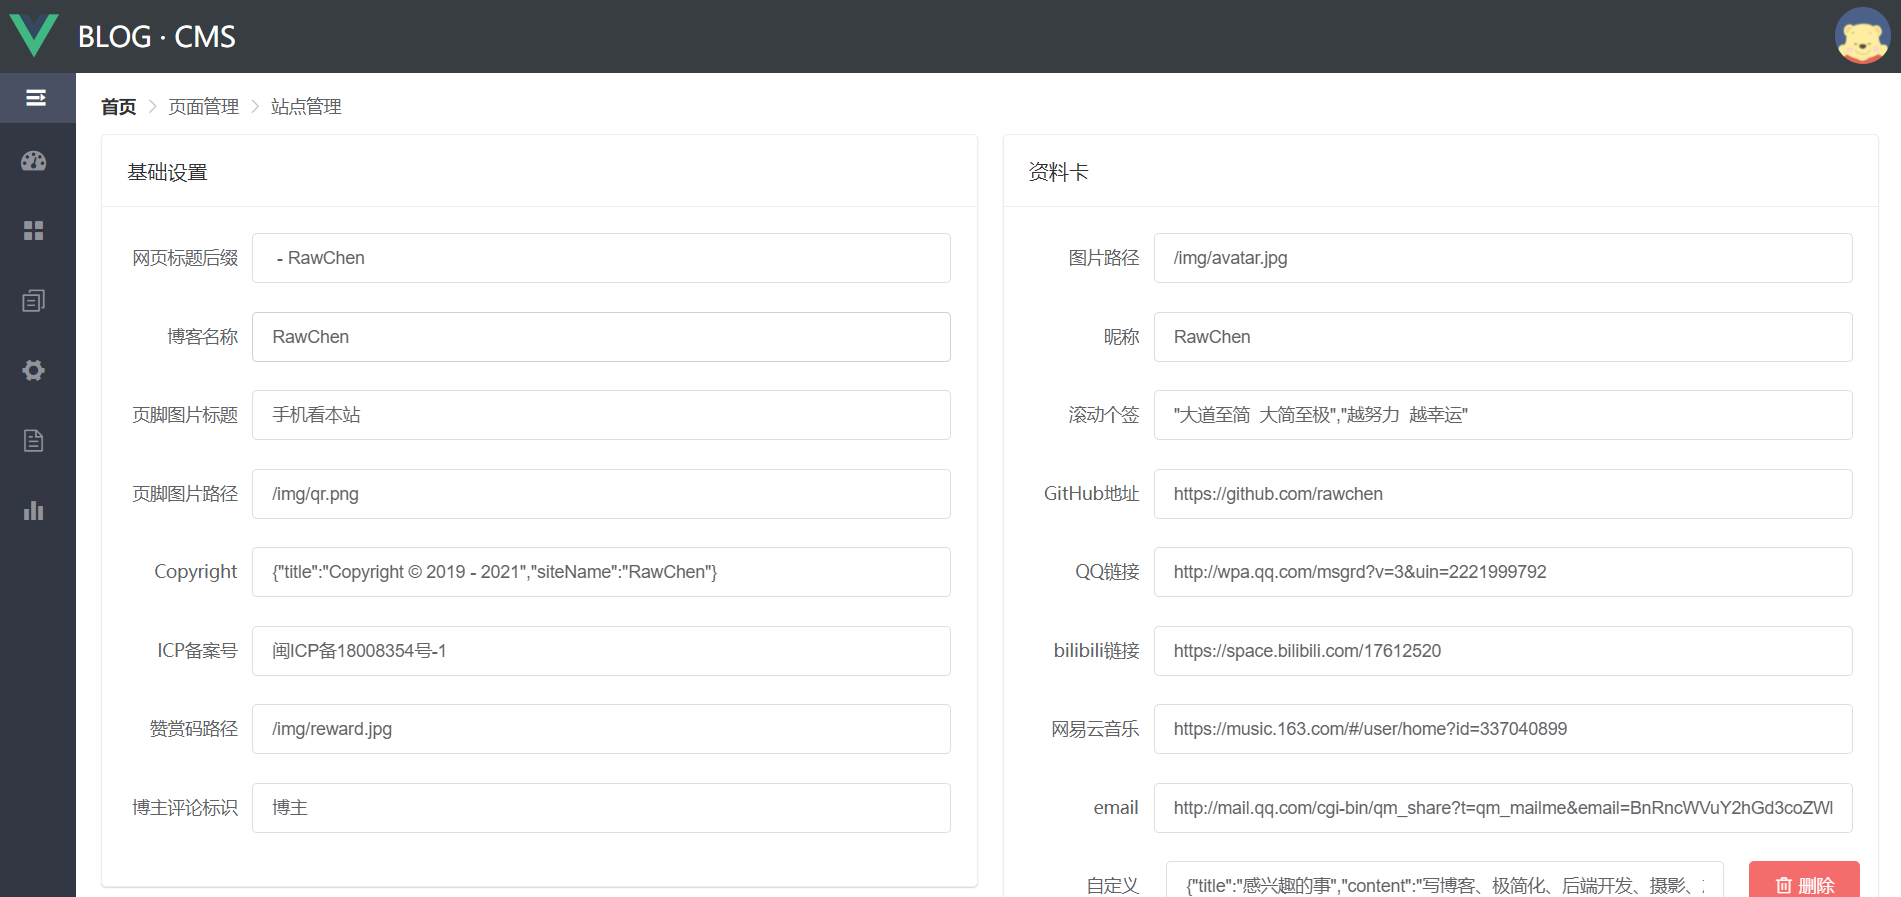 BLOG · CMS
首页 > 页面管理 > 站点管理
基础设置
网页标题后缀 - RawChen
博客名称 RawChen
页脚图片标题 手机看本站
页脚图片路径 /img/qr.png
Copyright {"title":"Copyright © 2019 - 2021","siteName":"RawChen"}
ICP备案号 闽ICP备18008354号-1
赞赏码路径 /img/reward.jpg
博主评论标识 博主
资料卡
图片路径 /img/avatar.jpg
昵称 RawChen
滚动个签 "大道至简 大简至极","越努力 越幸运"
GitHub地址 https://github.com/rawchen
QQ链接 http://wpa.qq.com/msgrd?v=3&uin=2221999792
bilibili链接 https://space.bilibili.com/17612520
网易云音乐 https://music.163.com/#/user/home?id=337040899
email http://mail.qq.com/cgi-bin/qm_share?t=qm_mailme&email=BnRncWVuY2hGd3coZWl
自定义 {"title":"感兴趣的事","content":"写博客、极简化、后端开发、摄影、 删除